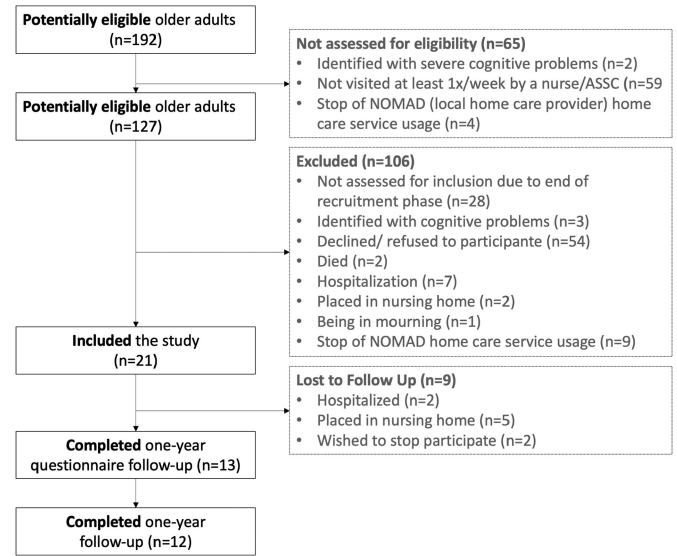 Potentially eligible older adults
(n=192)
Not assessed for eligibility (n=65)
• Identified with severe cognitive problems (n=2)
• Not visited at least 1x/week by a nurse/ASSC (n=59
• Stop of NOMAD (local home care provider) home
care service usage (n=4)
Potentially eligible older adults
(n=127)
Excluded (n=106)
• Not assessed for inclusion due to end of
recruitment phase (n=28)
• Identified with cognitive problems (n=3)
• Declined/ refused to participante (n=54)
• Died (n=2)
• Hospitalization (n=7)
• Placed in nursing home (n=2)
• Being in mourning (n=1)
• Stop of NOMAD home care service usage (n=9)
Included the study
(n=21)
Lost to Follow Up (n=9)
• Hospitalized (n=2)
• Placed in nursing home (n=5)
• Wished to stop participate (n=2)
Completed one-year
questionnaire follow-up (n=13)
Completed one-year
follow-up (n=12)